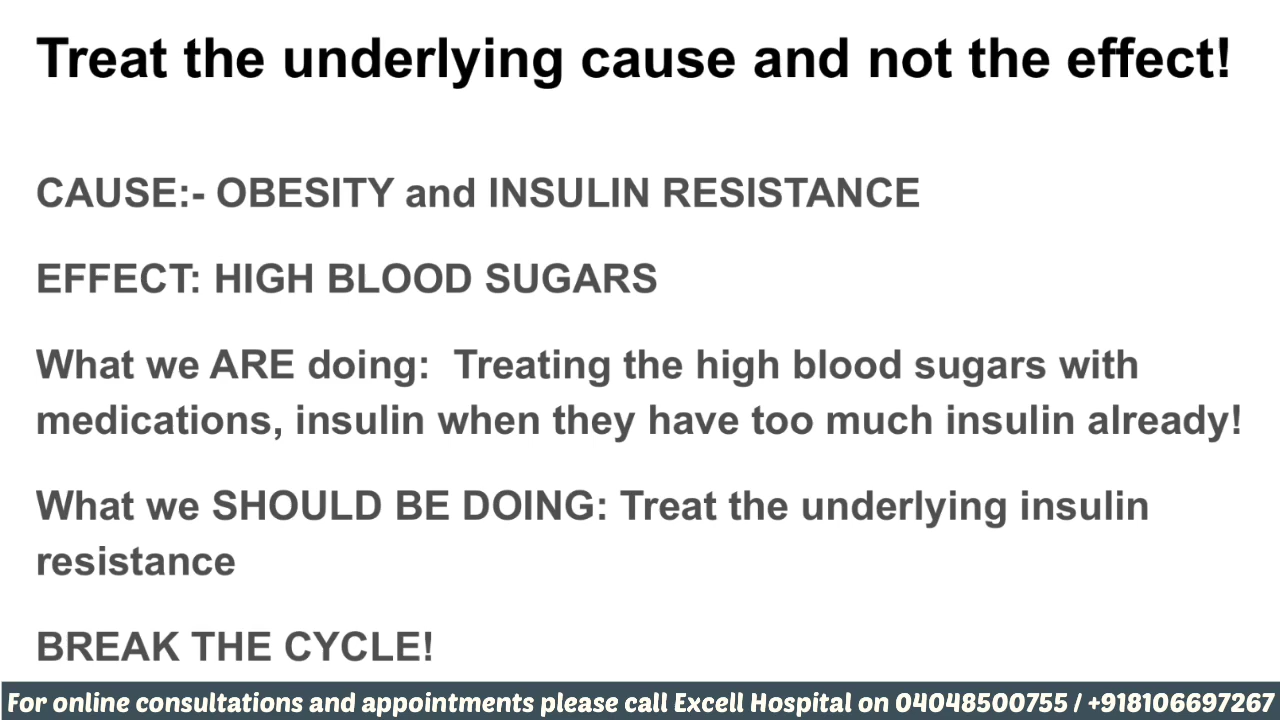 Treat the underlying cause and not the effect!
CAUSE:- OBESITY and INSULIN RESISTANCE
EFFECT: HIGH BLOOD SUGARS
What we ARE doing:  Treating the high blood sugars with
medications, insulin when they have too much insulin already!
What we SHOULD BE DOING: Treat the underlying insulin
resistance
BREAK THE CYCLE!
For online consultations and appointments please call Excell Hospital on 04048500755 / +918106697267